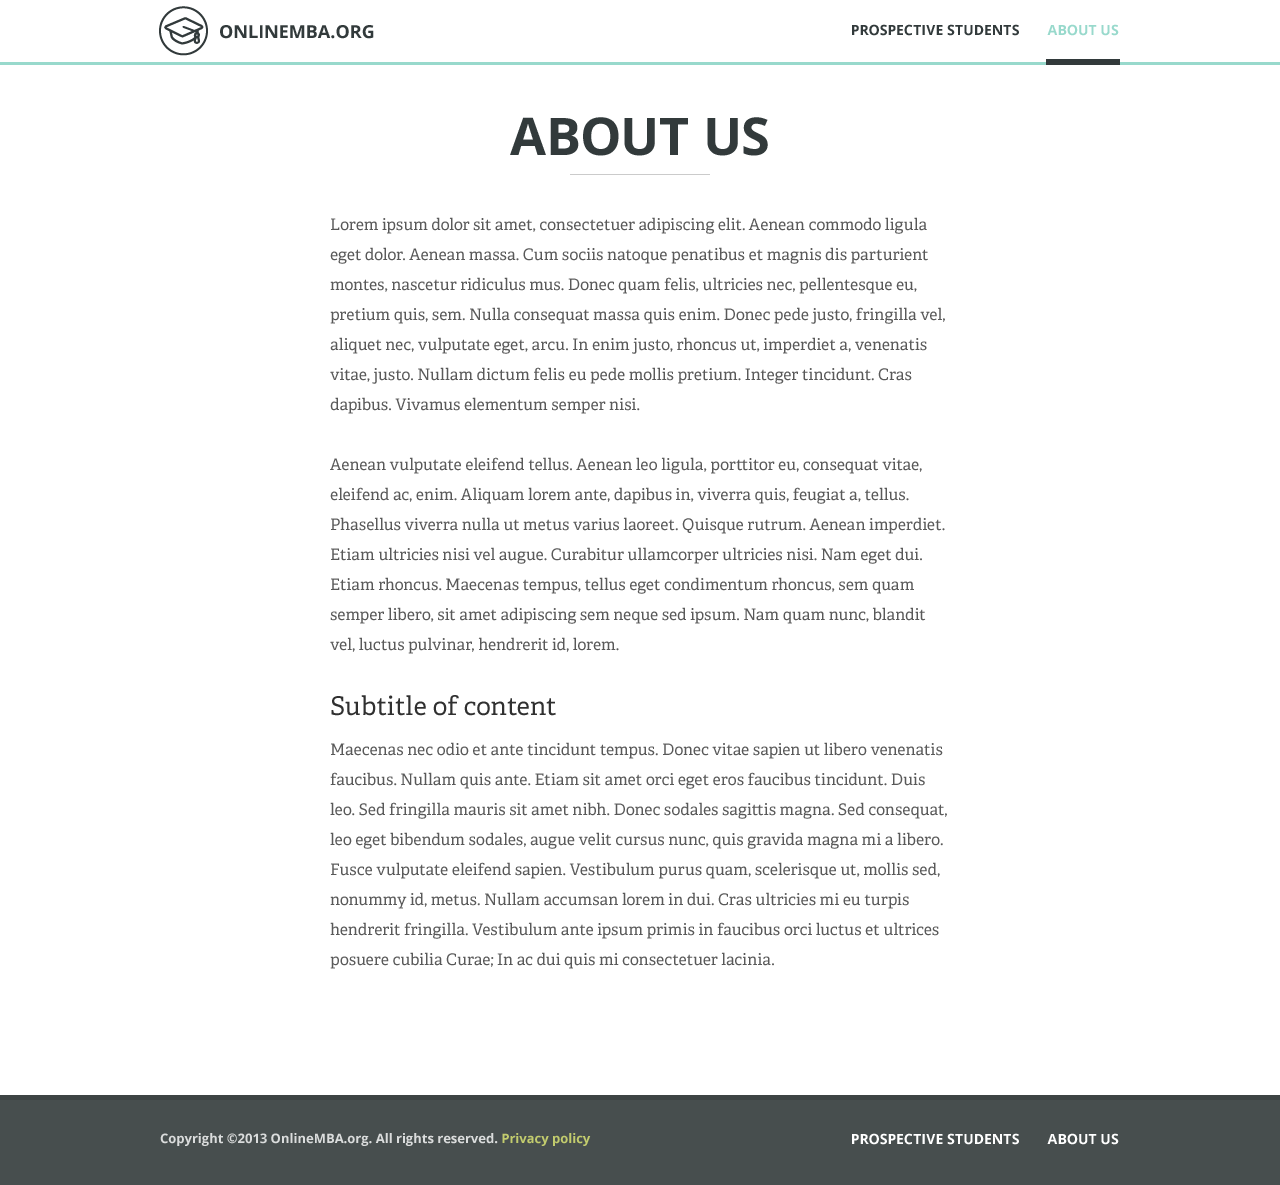 ONLINEMBA.ORG
PROSPECTIVE STUDENTS
ABOUT US
ABOUT US
Lorem ipsum dolor sit amet, consectetuer adipiscing elit. Aenean commodo ligula
eget dolor. Aenean massa. Cum sociis natoque penatibus et magnis dis parturient
montes, nascetur ridiculus mus. Donec quam felis, ultricies nec, pellentesque eu,
pretium quis, sem. Nulla consequat massa quis enim. Donec pede justo, fringilla vel,
aliquet nec, vulputate eget, arcu. In enim justo, rhoncus ut, imperdiet a, venenatis
vitae, justo. Nullam dictum felis eu pede mollis pretium. Integer tincidunt. Cras
dapibus. Vivamus elementum semper nisi.
Aenean vulputate eleifend tellus. Aenean leo ligula, porttitor eu, consequat vitae,
eleifend ac, enim. Aliquam lorem ante, dapibus in, viverra quis, feugiat a, tellus.
Phasellus viverra nulla ut metus varius laoreet. Quisque rutrum. Aenean imperdiet.
Etiam ultricies nisi vel augue. Curabitur ullamcorper ultricies nisi. Nam eget dui.
Etiam rhoncus. Maecenas tempus, tellus eget condimentum rhoncus, sem quam
semper libero, sit amet adipiscing sem neque sed ipsum. Nam quam nunc, blandit
vel, luctus pulvinar, hendrerit id, lorem.
Subtitle of content
Maecenas nec odio et ante tincidunt tempus. Donec vitae sapien ut libero venenatis
faucibus. Nullam quis ante. Etiam sit amet orci eget eros faucibus tincidunt. Duis
leo. Sed fringilla mauris sit amet nibh. Donec sodales sagittis magna. Sed consequat,
leo eget bibendum sodales, augue velit cursus nunc, quis gravida magna mi a libero.
Fusce vulputate eleifend sapien. Vestibulum purus quam, scelerisque ut, mollis sed,
nonummy id, metus. Nullam accumsan lorem in dui. Cras ultricies mi eu turpis
hendrerit fringilla. Vestibulum ante ipsum primis in faucibus orci luctus et ultrices
posuere cubilia Curae; In ac dui quis mi consectetuer lacinia.
Copyright ©2013 OnlineMBA.org. All rights reserved. Privacy policy
PROSPECTIVE STUDENTS
ABOUT US